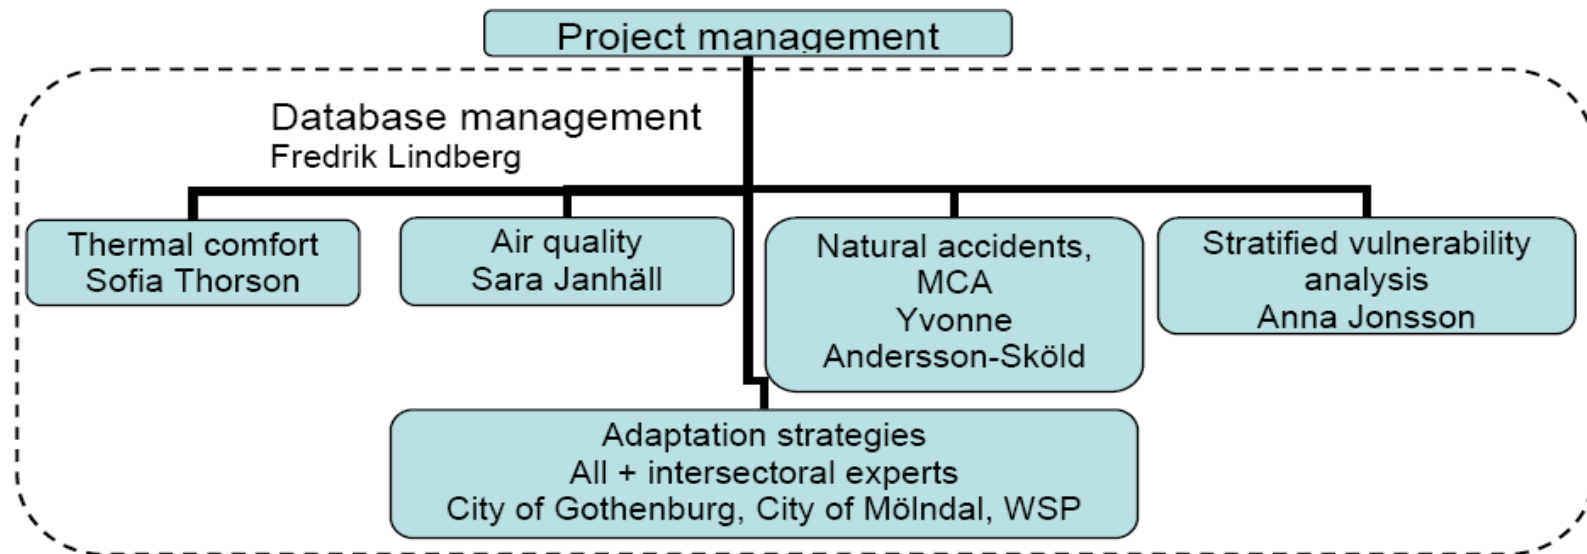 Project management
Database management
Fredrik Lindberg
Thermal comfort
Sofia Thorson
Air quality
Sara Janhäll
Natural accidents,
MCA
Yvonne
Andersson-Sköld
Stratified vulnerability
analysis
Anna Jonsson
Adaptation strategies
All + intersectoral experts
City of Gothenburg, City of Mölndal, WSP